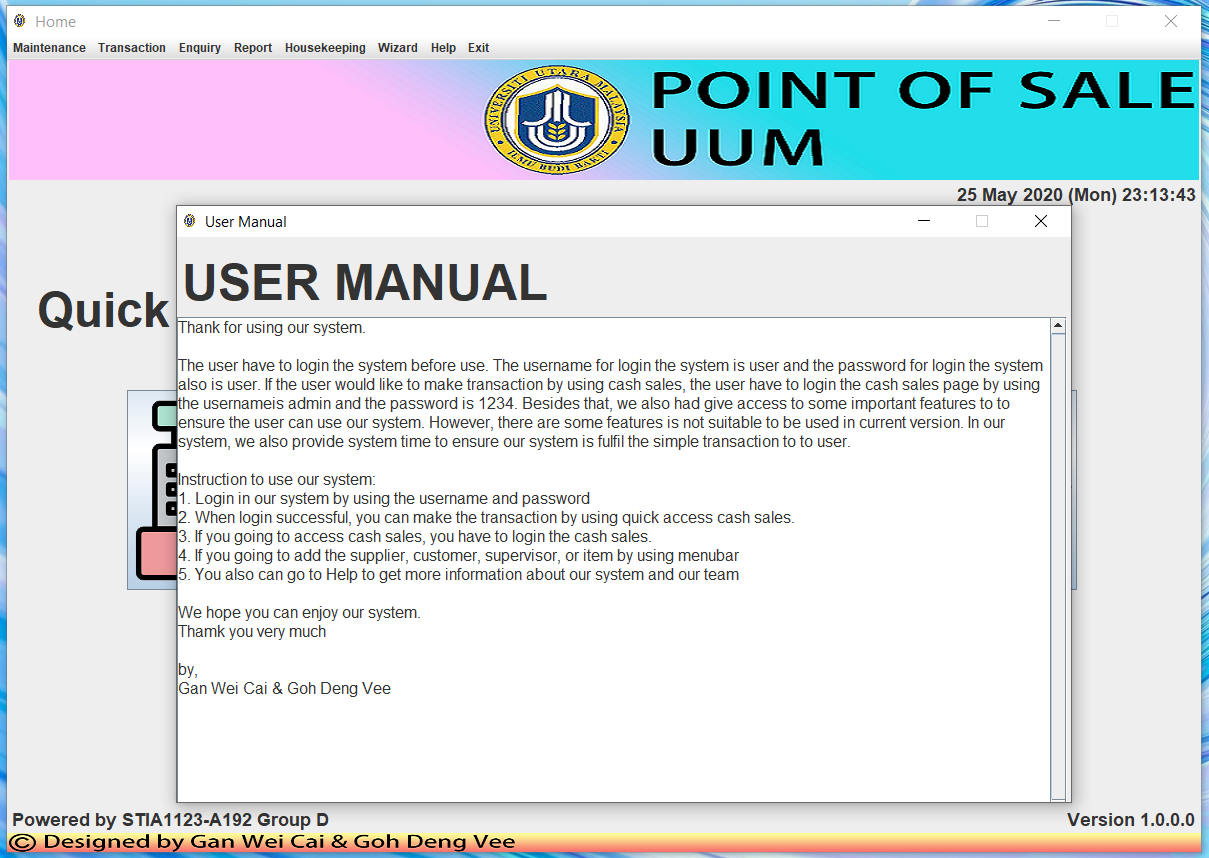 Home
Maintenance Transaction Enquiry Report Housekeeping Wizard Help Exit
UNIVERSITI UTARA MALAYSIA
ILMU BUDI BAKTI
POINT OF SALE
UUM
25 May 2020 (Mon) 23:13:43
User Manual
USER MANUAL
Quick
Thank for using our system.
The user have to login the system before use. The username for login the system is user and the password for login the system
also is user. If the user would like to make transaction by using cash sales, the user have to login the cash sales page by using
the usernameis admin and the password is 1234. Besides that, we also had give access to some important features to to
ensure the user can use our system. However, there are some features is not suitable to be used in current version. In our
system, we also provide system time to ensure our system is fulfil the simple transaction to to user.
Instruction to use our system:
1. Login in our system by using the username and password
2. When login successful, you can make the transaction by using quick access cash sales.
3. If you going to access cash sales, you have to login the cash sales.
4. If you going to add the supplier, customer, supervisor, or item by using menubar
5. You also can go to Help to get more information about our system and our team
We hope you can enjoy our system.
Thamk you very much
by,
Gan Wei Cai & Goh Deng Vee
Powered by STIA1123-A192 Group D
Version 1.0.0.0
© Designed by Gan Wei Cai & Goh Deng Vee